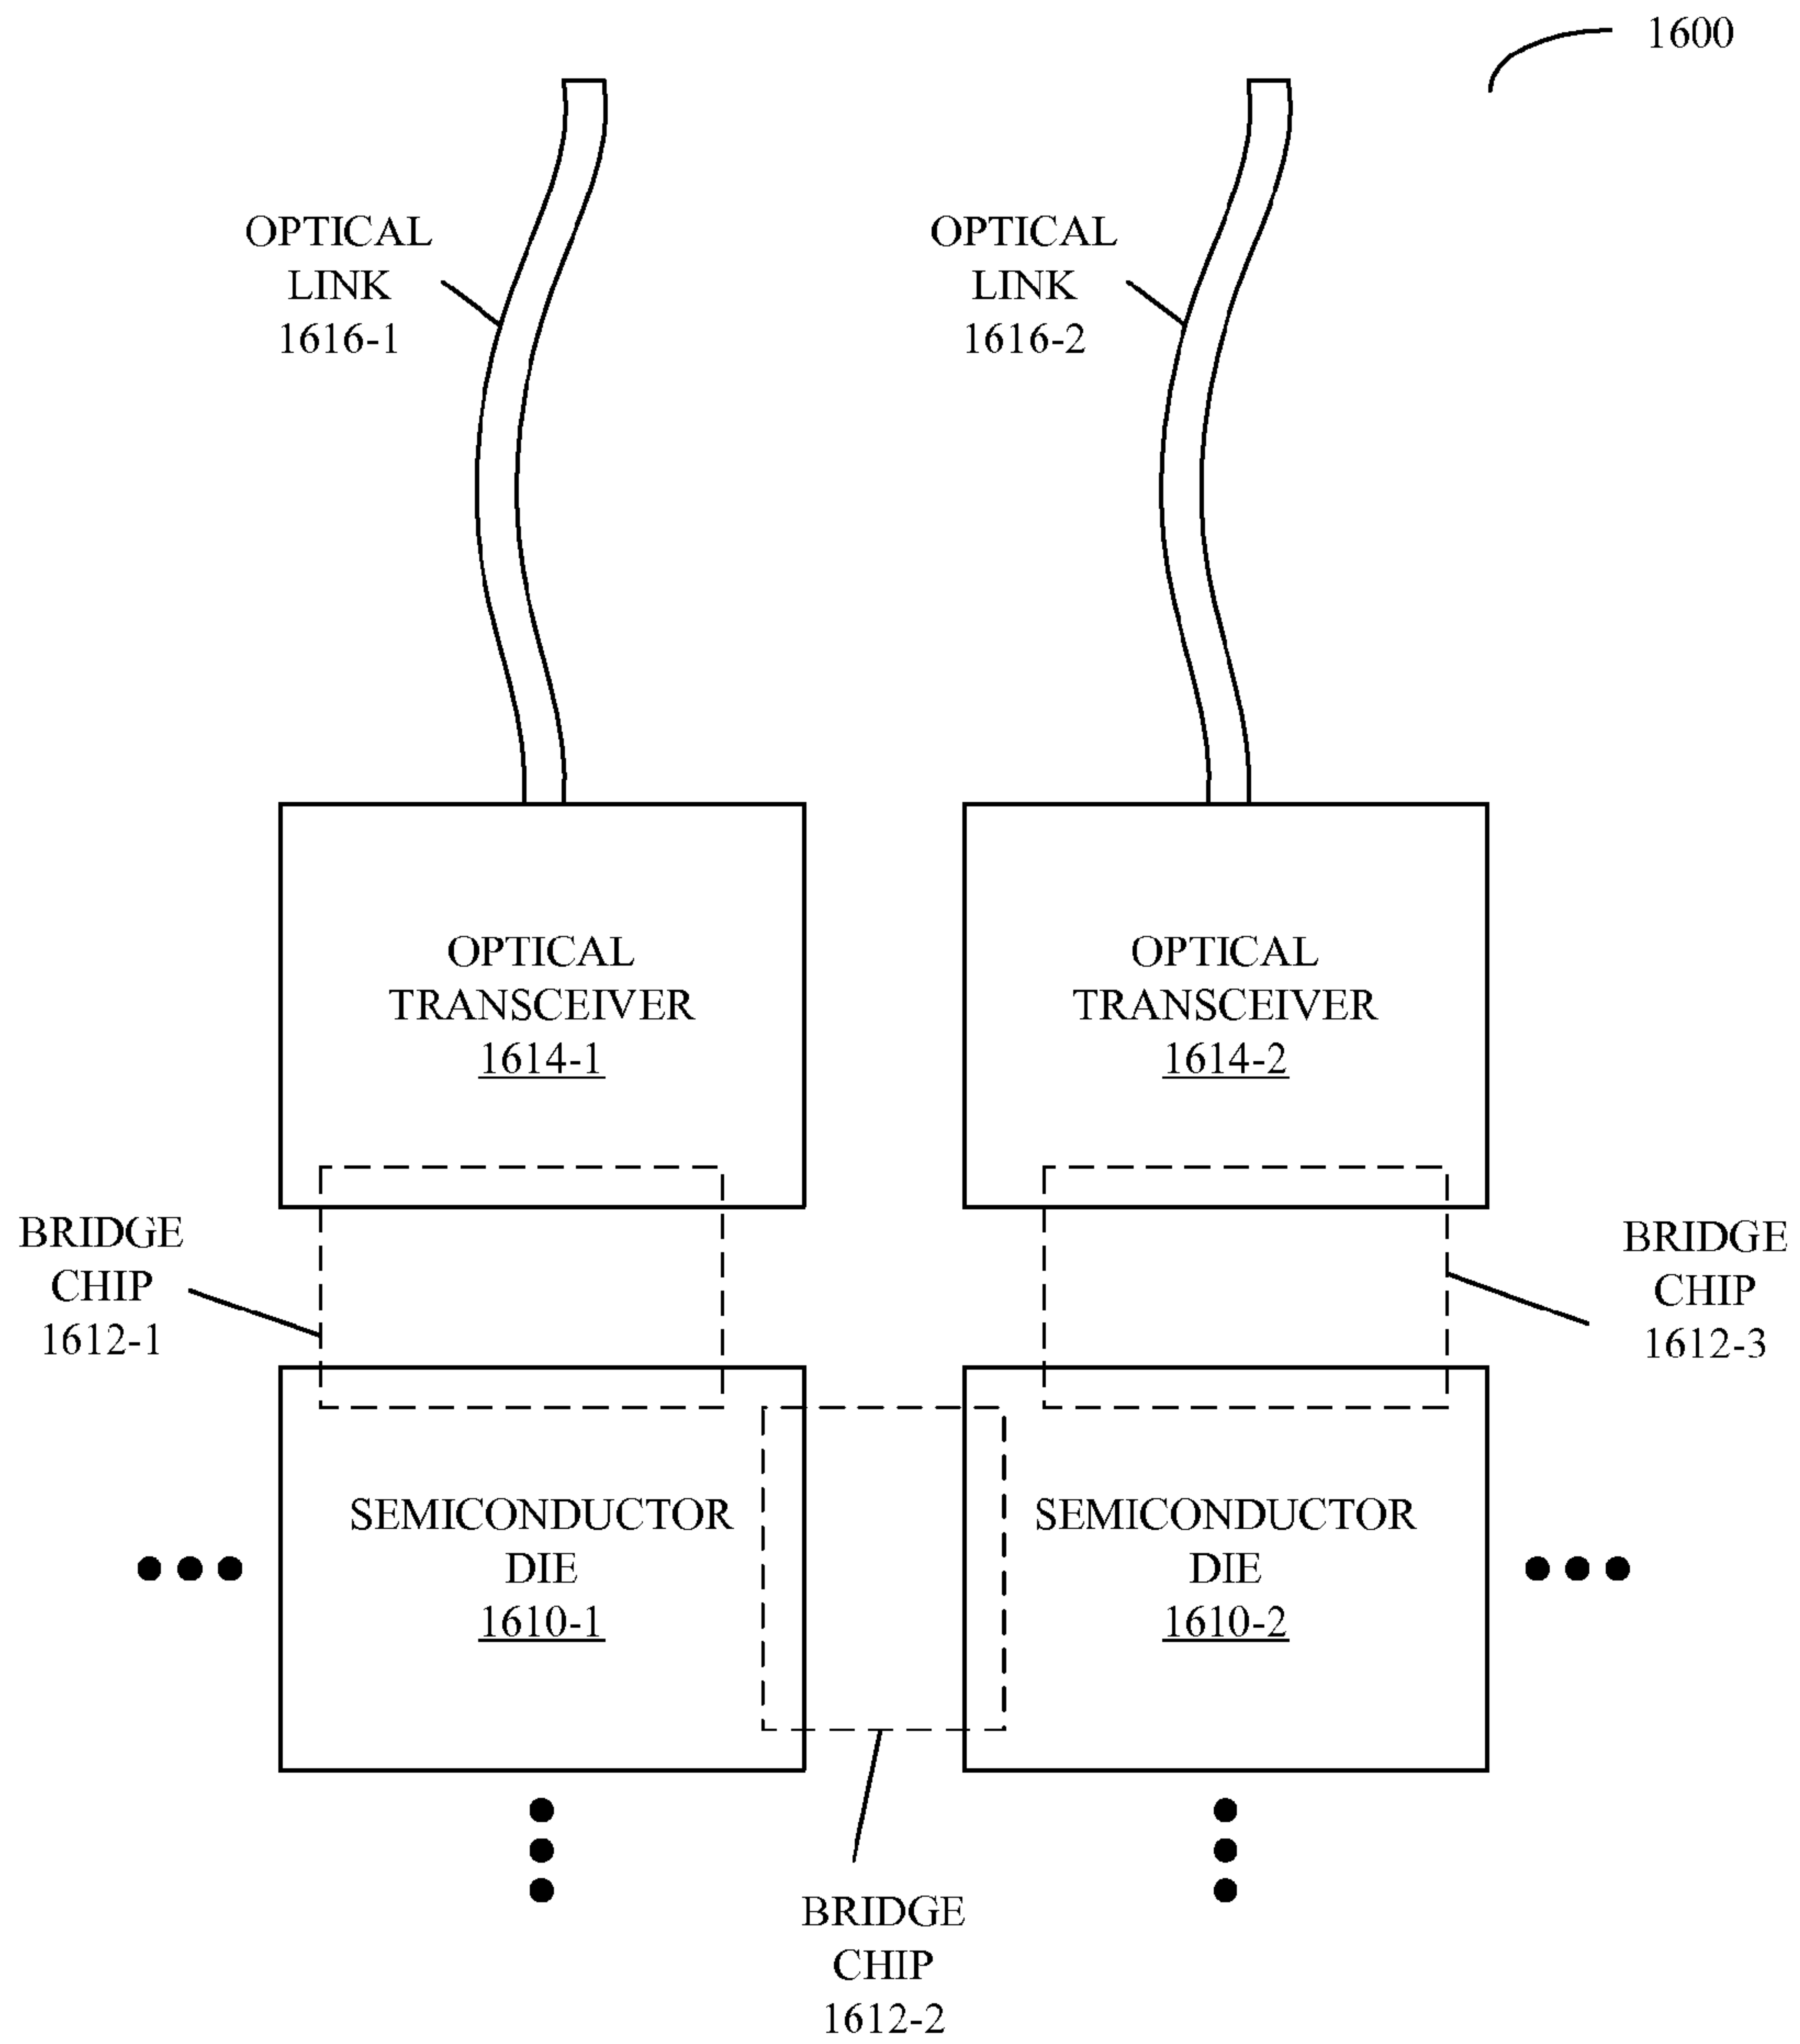 1600
OPTICAL
LINK
1616-1
OPTICAL
LINK
1616-2
OPTICAL
TRANSCEIVER
1614-1
OPTICAL
TRANSCEIVER
1614-2
BRIDGE
CHIP
1612-1
BRIDGE
CHIP
1612-3
SEMICONDUCTOR
DIE
1610-1
SEMICONDUCTOR
DIE
1610-2
BRIDGE
CHIP
1612-2